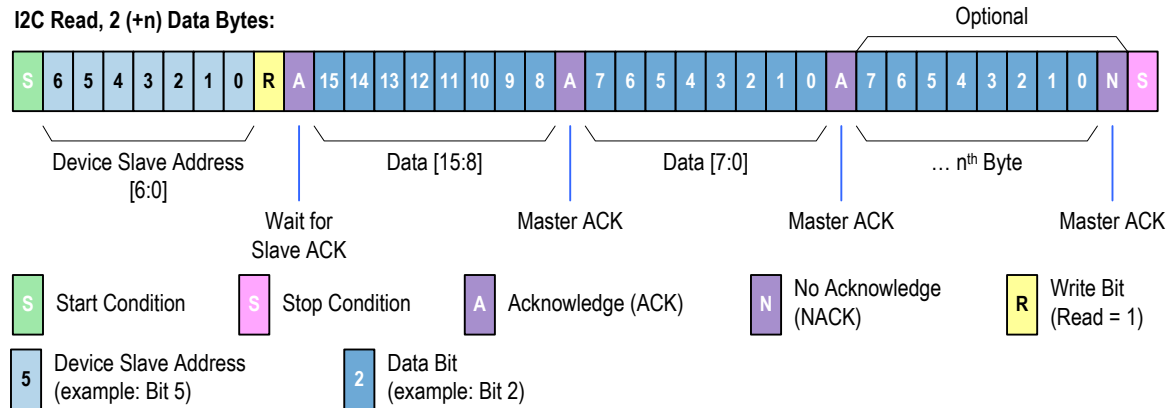 I2C Read, 2 (+n) Data Bytes:
Optional
S 6 5 4 3 2 1 0 R A 15 14 13 12 11 10 9 8 A 7 6 5 4 3 2 1 0 A 7 6 5 4 3 2 1 0 N S
Device Slave Address
[6:0]
Data [15:8]
Data [7:0]
… nth Byte
Wait for
Slave ACK
Master ACK
Master ACK
Master ACK
S Start Condition
S Stop Condition
A Acknowledge (ACK)
N No Acknowledge
(NACK)
R Write Bit
(Read = 1)
5 Device Slave Address
(example: Bit 5)
2 Data Bit
(example: Bit 2)